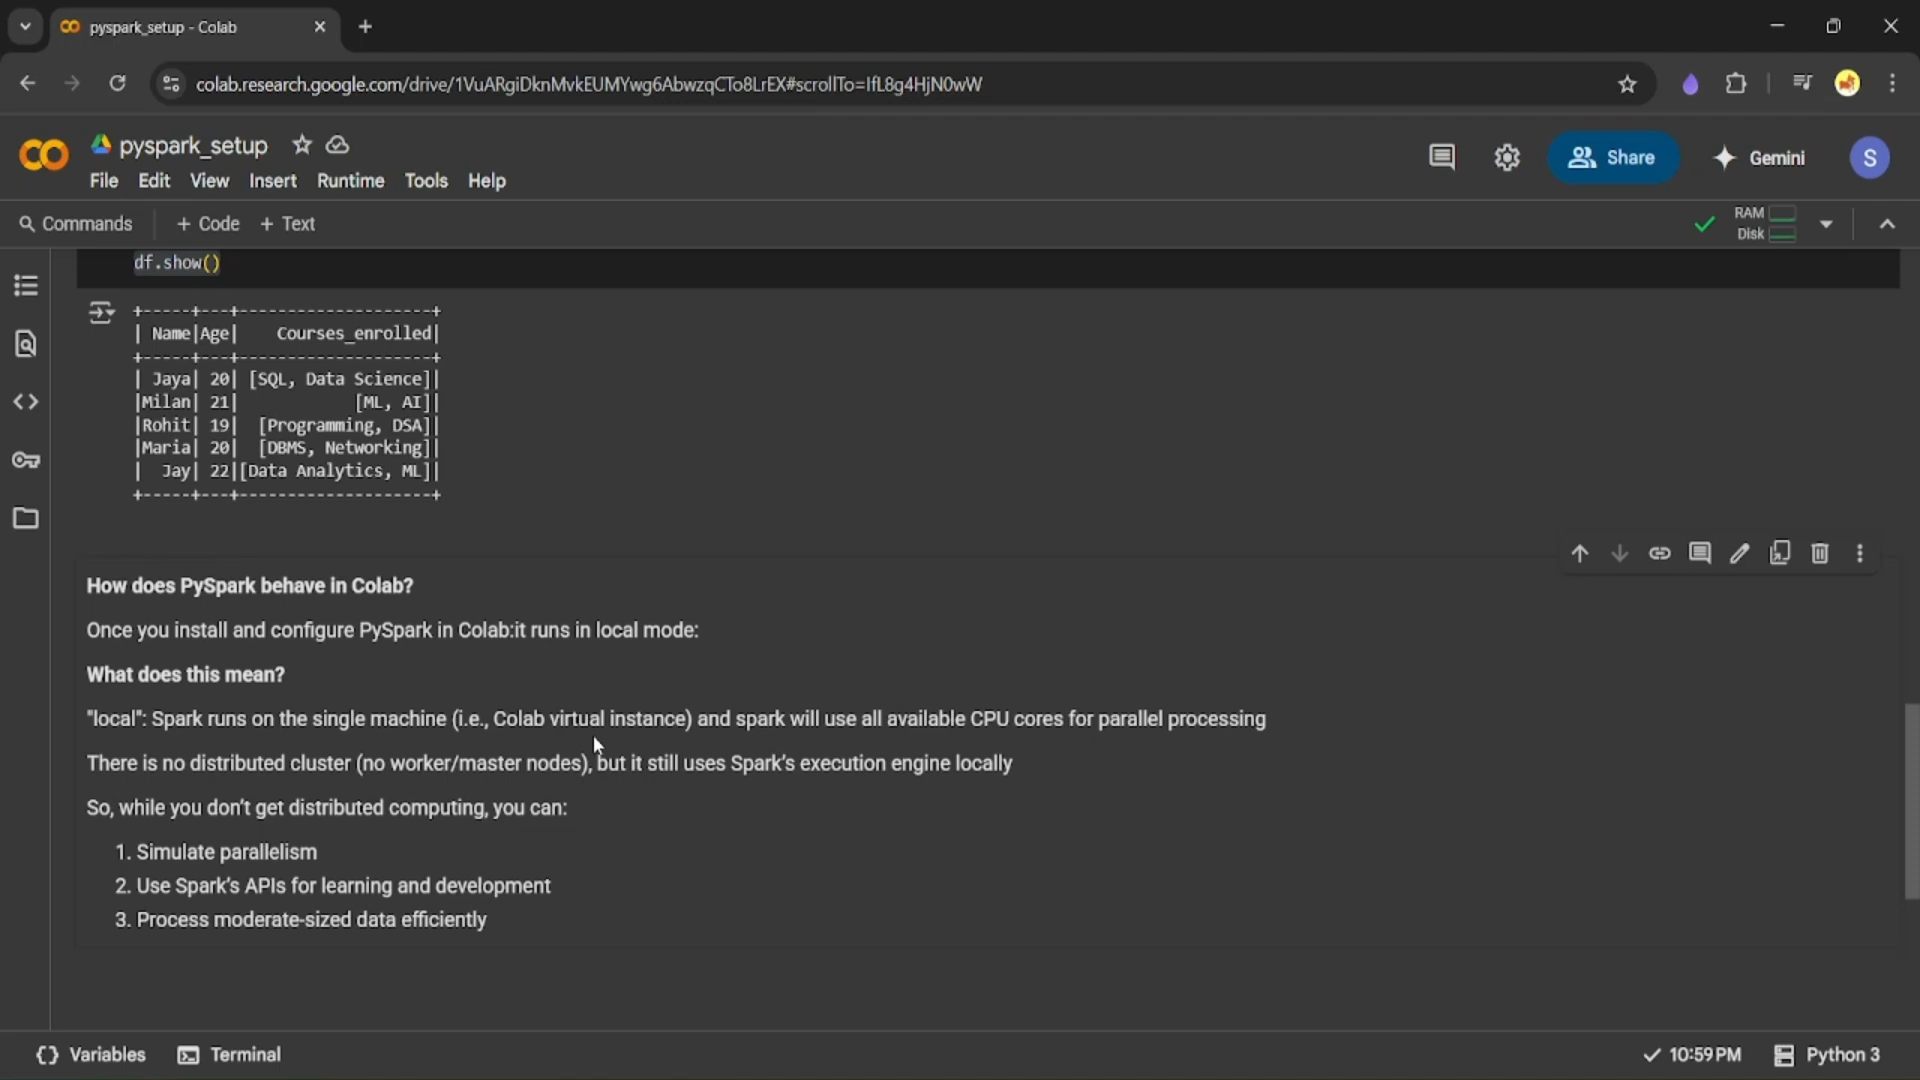 pyspark_setup - Colab
colab.research.google.com/drive/1VuARgiDknMvkEUMYwg6AbwzqCTo8LrEX#scrollTo=IfL8g4HjN0wW
pyspark_setup
File Edit View Insert Runtime Tools Help
Share
Gemini
S
Commands + Code + Text
RAM
Disk
df.show()
+-----+---+--------------------+
| Name|Age|    Courses_enrolled|
+-----+---+--------------------+
| Jaya| 20| [SQL, Data Science]|
|Milan| 21|            [ML, AI]|
|Rohit| 19|  [Programming, DSA]|
|Maria| 20|  [DBMS, Networking]|
|  Jay| 22|[Data Analytics, ML]|
+-----+---+--------------------+
How does PySpark behave in Colab?
Once you install and configure PySpark in Colab:it runs in local mode:
What does this mean?
"local": Spark runs on the single machine (i.e., Colab virtual instance) and spark will use all available CPU cores for parallel processing
There is no distributed cluster (no worker/master nodes), but it still uses Spark's execution engine locally
So, while you don't get distributed computing, you can:
1. Simulate parallelism
2. Use Spark's APIs for learning and development
3. Process moderate-sized data efficiently
Variables Terminal
10:59 PM Python 3